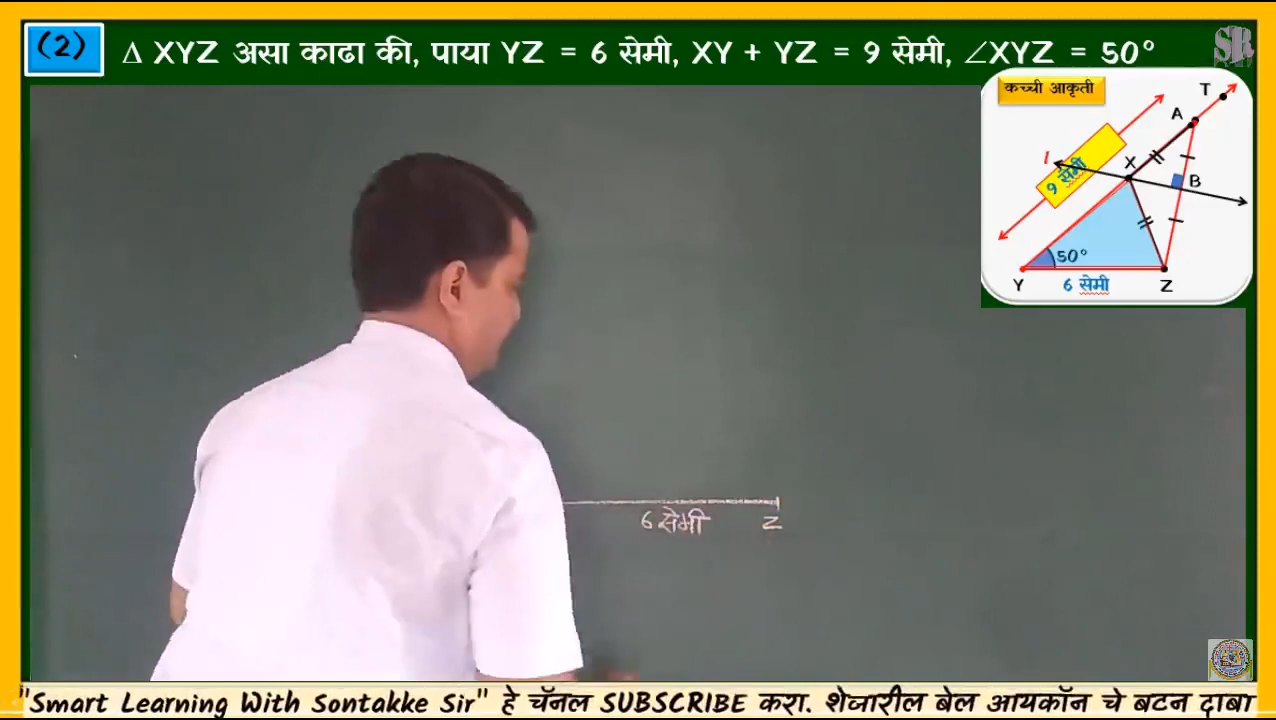 (2) Δ XYZ असा काढा की, पाया YZ = 6 सेमी, XY + YZ = 9 सेमी, ∠XYZ = 50°
SR
कच्ची आकृती
T
A
l
9 सेमी
X
B
50°
Y 6 सेमी Z
6 सेमी Z
"Smart Learning With Sontakke Sir" हे चॅनल SUBSCRIBE करा. शेजारील बेल आयकॉन चे बटन दाबा